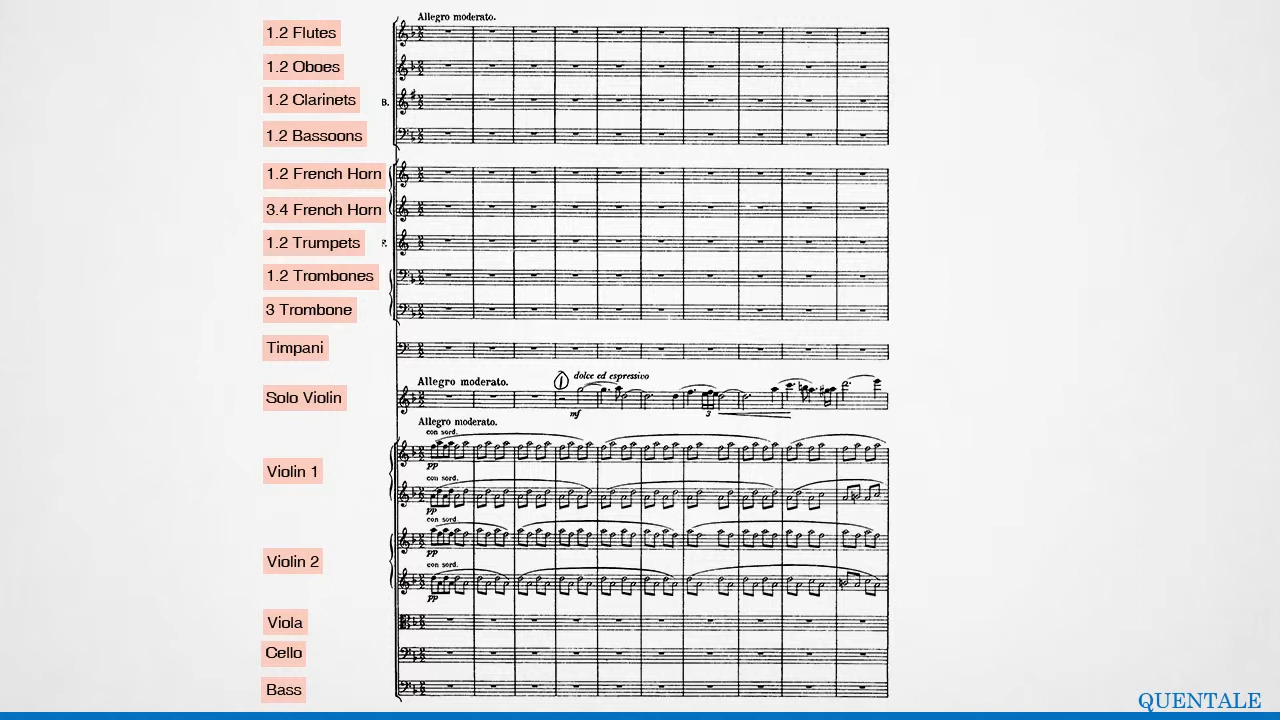 Allegro moderato.
1.2 Flutes
1.2 Oboes
1.2 Clarinets
B.
1.2 Bassoons
1.2 French Horn
3-4 French Horn
1.2 Trumpets
F.
1.2 Trombones
3 Trombone
Timpani
Allegro moderato.
1
dolce ed espressivo
Solo Violin
mf
3
Allegro moderato.
con sord.
Violin 1
pp
con sord.
pp
con sord.
pp
Violin 2
con sord.
pp
Viola
Cello
Bass
QUENTALE